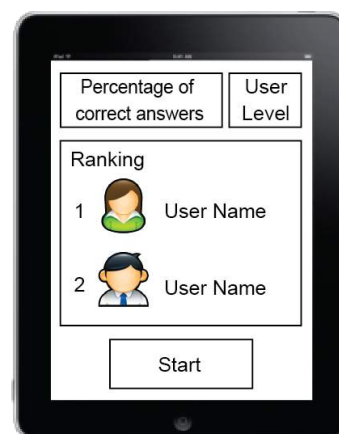 Percentage of
correct answers
User
Level
Ranking
1 User Name
2 User Name
Start